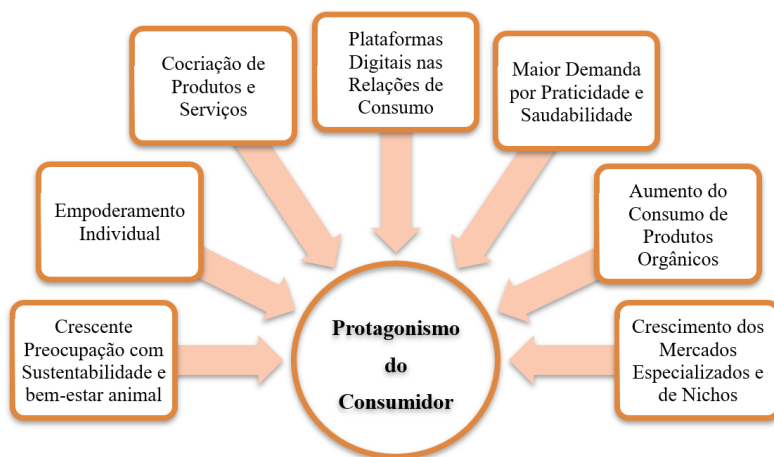 Cocriação de
Produtos e
Serviços
Plataformas
Digitais nas
Relações de
Consumo
Maior Demanda
por Praticidade e
Saudabilidade
Empoderamento
Individual
Aumento do
Consumo de
Produtos
Orgânicos
Crescente
Preocupação com
Sustentabilidade e
bem-estar animal
Protagonismo
do
Consumidor
Crescimento dos
Mercados
Especializados e
de Nichos